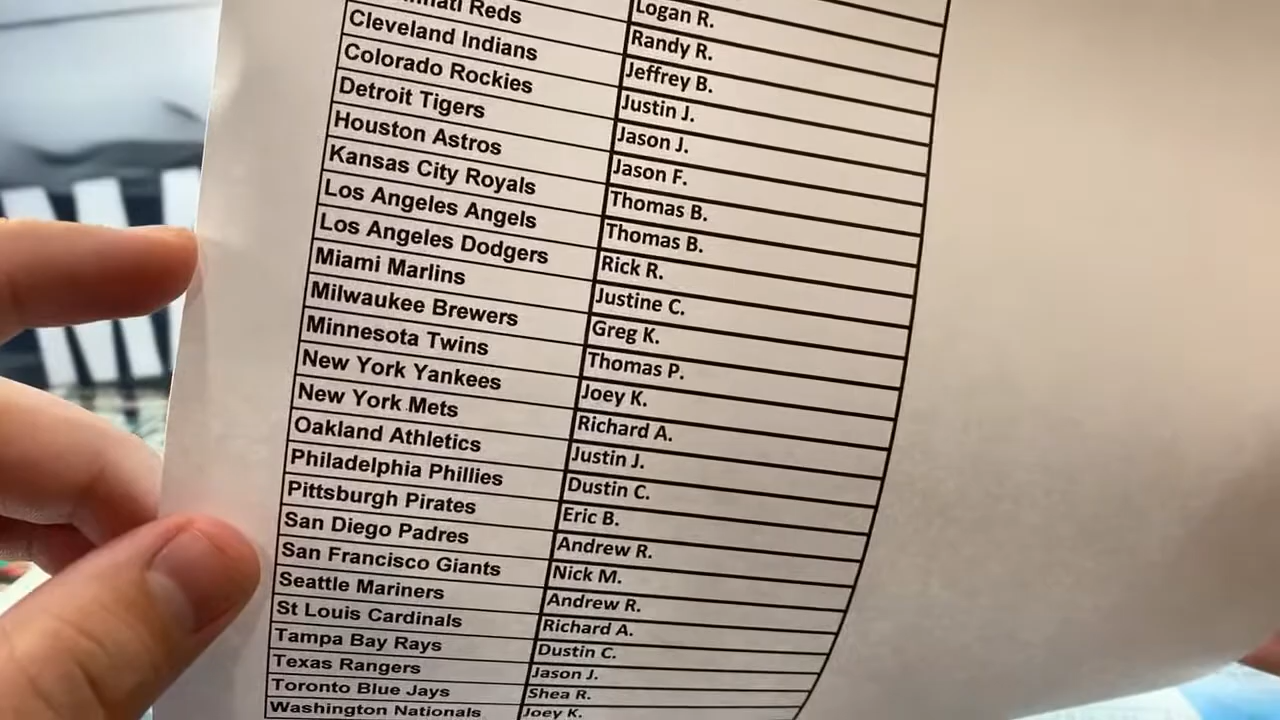 Logan R.
Reds Randy R.
Cleveland Indians Jeffrey B.
Colorado Rockies Justin J.
Detroit Tigers Jason J.
Houston Astros Jason F.
Kansas City Royals Thomas B.
Los Angeles Angels Thomas B.
Los Angeles Dodgers Rick R.
Miami Marlins Justine C.
Milwaukee Brewers Greg K.
Minnesota Twins Thomas P.
New York Yankees Joey K.
New York Mets Richard A.
Oakland Athletics Justin J.
Philadelphia Phillies Dustin C.
Pittsburgh Pirates Eric B.
San Diego Padres Andrew R.
San Francisco Giants Nick M.
Seattle Mariners Andrew R.
St Louis Cardinals Richard A.
Tampa Bay Rays Dustin C.
Texas Rangers Jason J.
Toronto Blue Jays Shea R.
Washington Nationals Joey K.